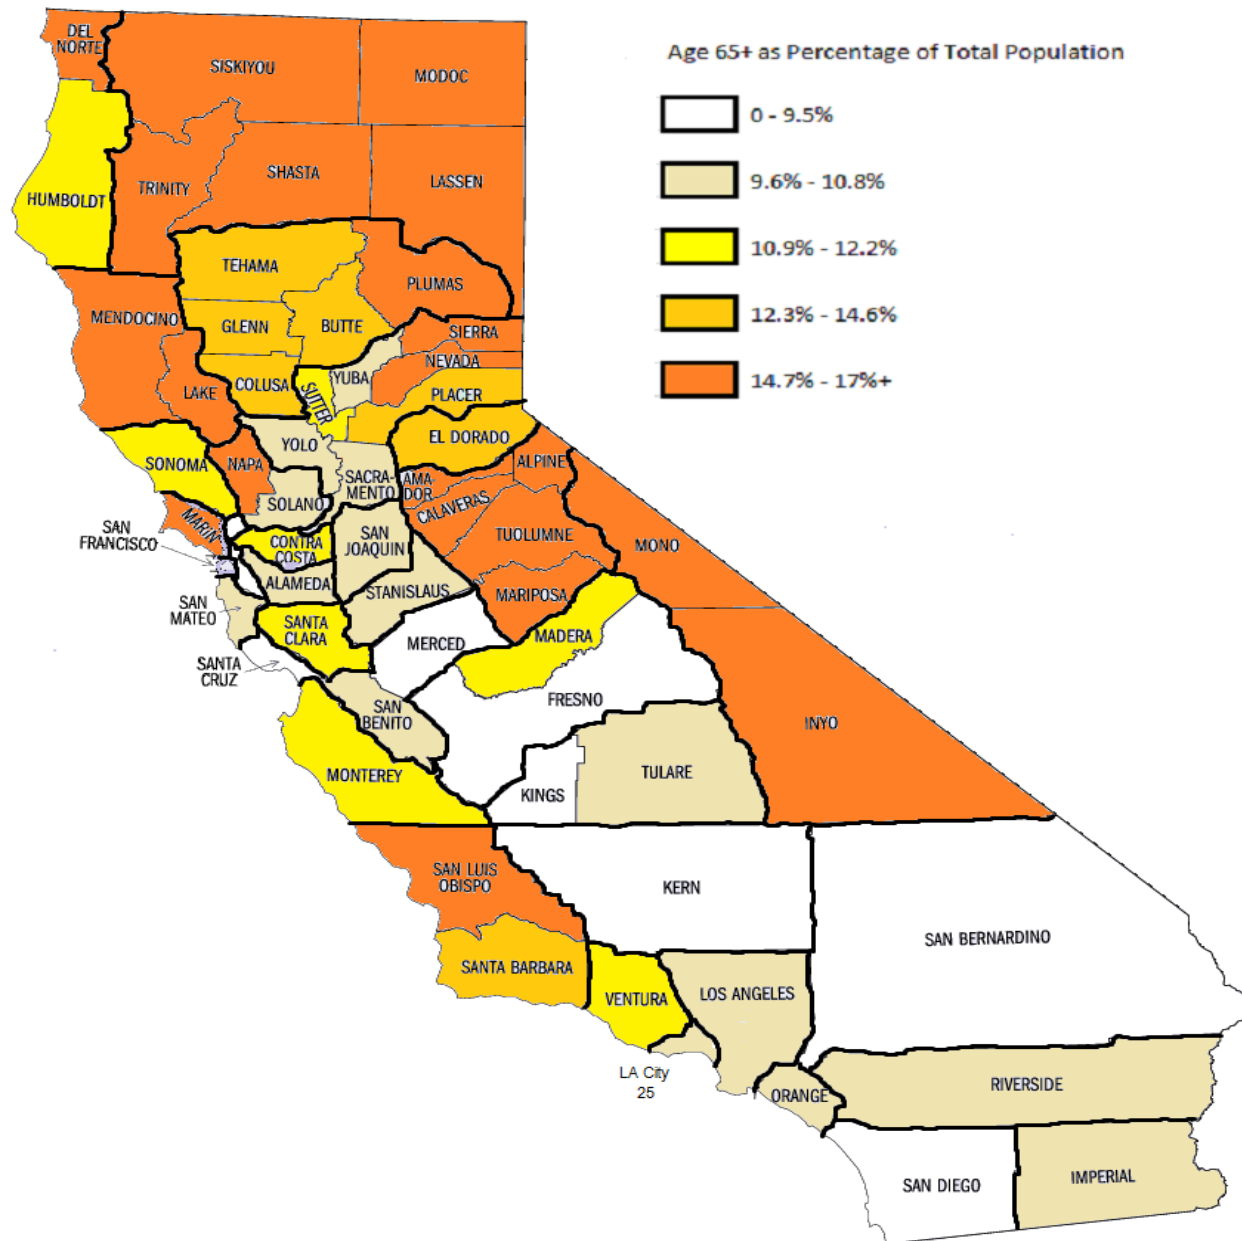 Age 65+ as Percentage of Total Population
0 - 9.5%
9.6% - 10.8%
10.9% - 12.2%
12.3% - 14.6%
14.7% - 17%+
DEL
NORTE
SISKIYOU
MODOC
HUMBOLDT
TRINITY
SHASTA
LASSEN
TEHAMA
PLUMAS
MENDOCINO
GLENN
BUTTE
SIERRA
NEVADA
LAKE
COLUSA
SUTTER
YUBA
PLACER
EL DORADO
SONOMA
NAPA
YOLO
SACRA-
MENTO
AMA
DOR
ALPINE
SOLANO
CALAVERAS
MARIN
SAN
FRANCISCO
CONTRA
COSTA
SAN
JOAQUIN
TUOLUMNE
MONO
ALAMEDA
STANISLAUS
MARIPOSA
SAN
MATEO
SANTA
CLARA
MERCED
MADERA
SANTA
CRUZ
SAN
BENITO
FRESNO
INYO
MONTEREY
KINGS
TULARE
SAN LUIS
OBISPO
KERN
SAN BERNARDINO
SANTA BARBARA
VENTURA
LOS ANGELES
LA City
25
ORANGE
RIVERSIDE
SAN DIEGO
IMPERIAL